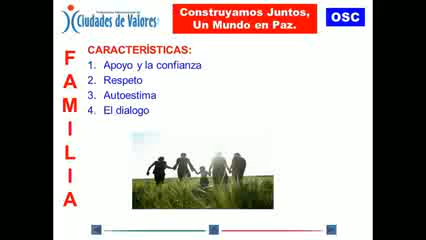 Ciudades de Valores
Construyamos Juntos,
Un Mundo en Paz.
OSC
FAMILIA
CARACTERÍSTICAS:
1. Apoyo y la confianza
2. Respeto
3. Autoestima
4. El dialogo